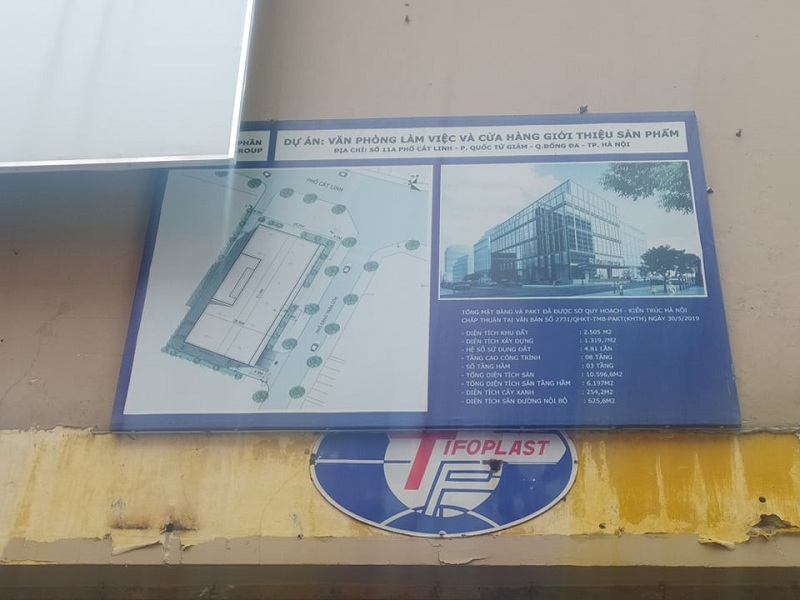 PHẦN
GROUP
DỰ ÁN: VĂN PHÒNG LÀM VIỆC VÀ CỬA HÀNG GIỚI THIỆU SẢN PHẨM
ĐỊA CHỈ: SỐ 11A PHỐ CÁT LINH - P. QUỐC TỬ GIÁM - Q.ĐỐNG ĐA - TP. HÀ NỘI
PHỐ CÁT LINH
TỔNG MẶT BẰNG VÀ PAKT ĐÃ ĐƯỢC SỞ QUY HOẠCH - KIẾN TRÚC HÀ NỘI
CHẤP THUẬN TẠI VĂN BẢN SỐ 2731/QHKT-TMB-PAKT(KHTH) NGÀY 30/5/2019
- DIỆN TÍCH KHU ĐẤT : 2.505 M2
- DIỆN TÍCH XÂY DỰNG : 1.319,7M2
- HỆ SỐ SỬ DỤNG ĐẤT : 4.81 LẦN
- TẦNG CAO CÔNG TRÌNH : 08 TẦNG
- SỐ TẦNG HẦM : 03 TẦNG
- TỔNG DIỆN TÍCH SÀN : 10.596,6M2
- TỔNG DIỆN TÍCH SÀN TẦNG HẦM : 6.197M2
- DIỆN TÍCH CÂY XANH : 254,2M2
- DIỆN TÍCH SÂN ĐƯỜNG NỘI BỘ : 625,6M2
TIFOPLAST